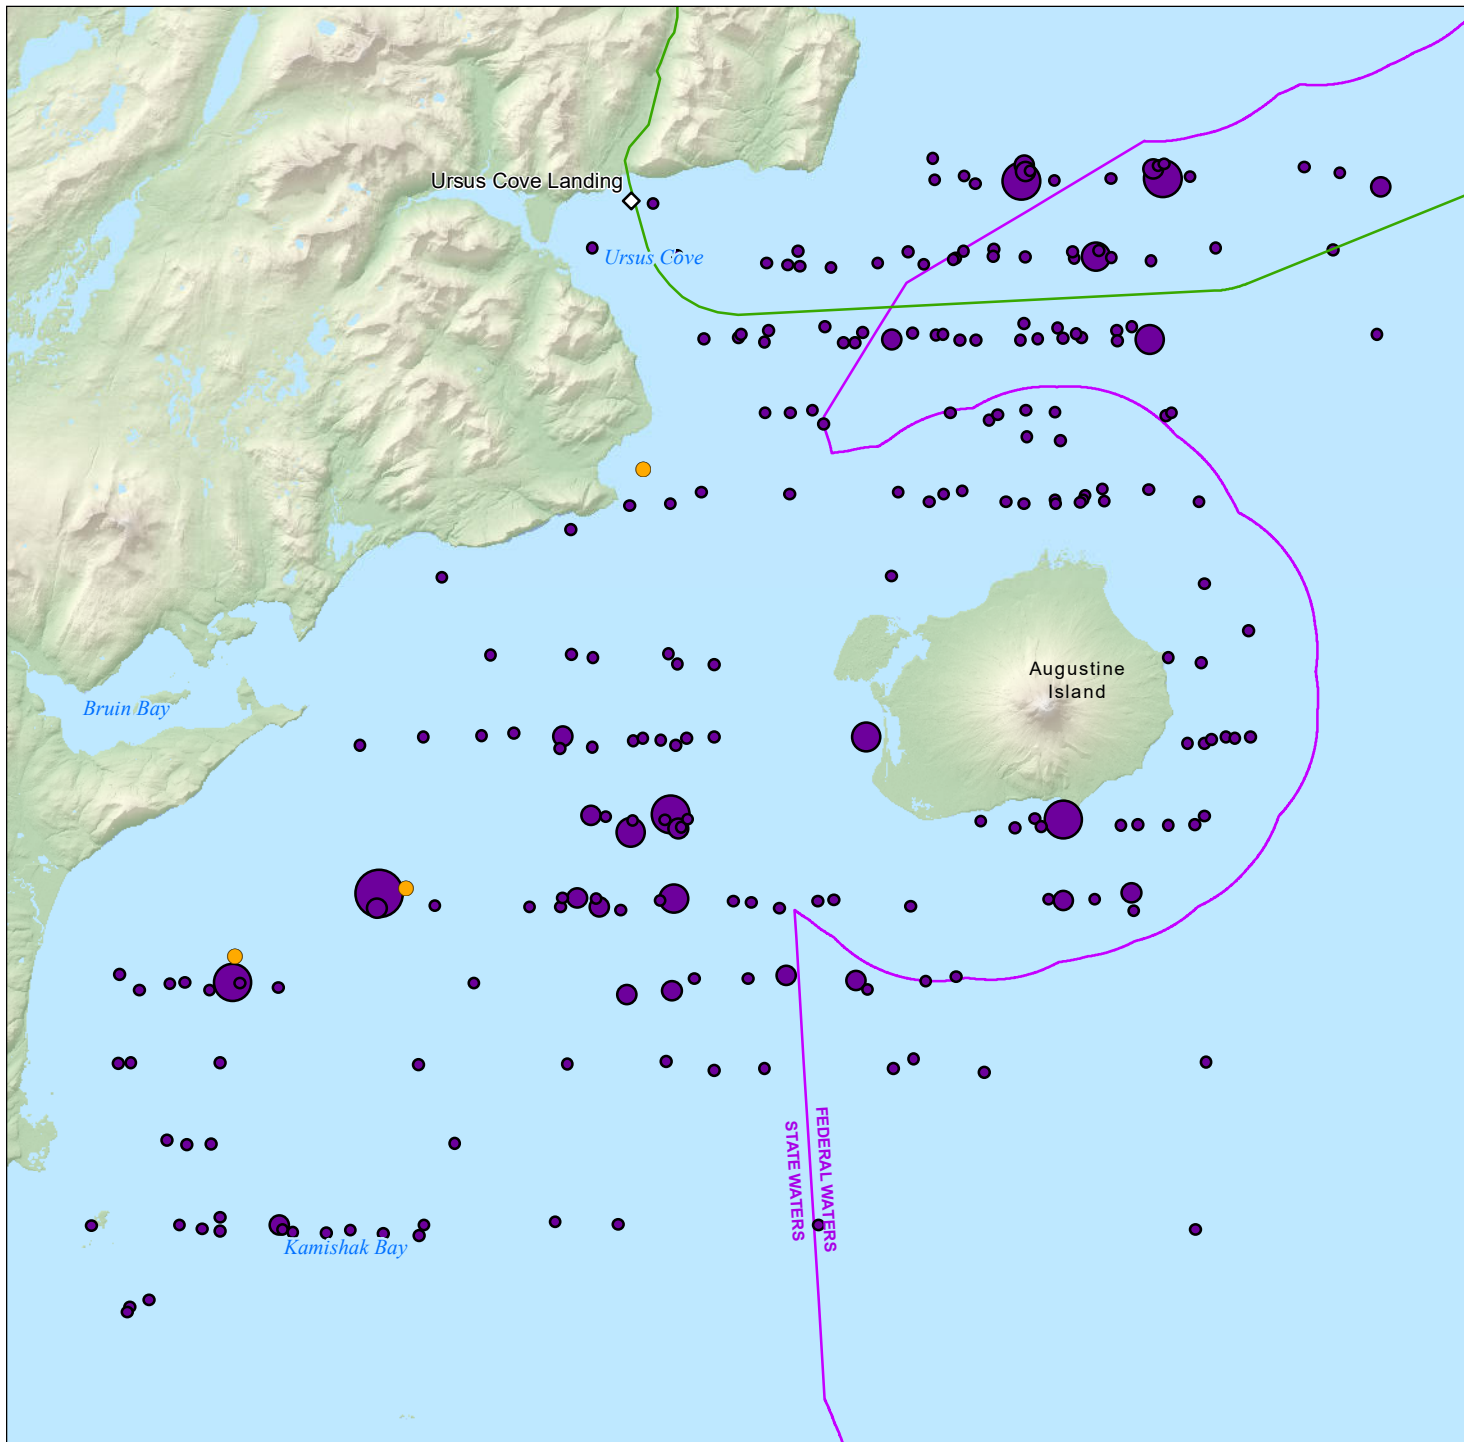 Ursus Cove Landing
Ursus Cove
Augustine
Island
Bruin Bay
FEDERAL WATERS
STATE WATERS
Kamishak Bay